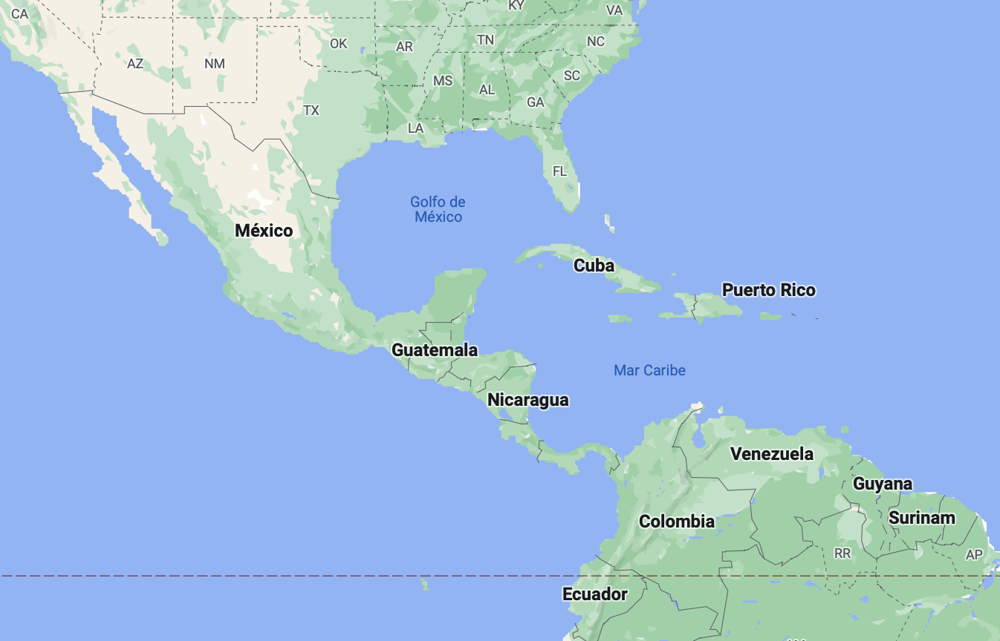 CA
KY
VA
OK
AR
TN
NC
AZ
NM
MS
SC
AL
GA
TX
LA
FL
Golfo de
México
México
Cuba
Puerto Rico
Guatemala
Mar Caribe
Nicaragua
Venezuela
Guyana
Surinam
Colombia
RR
AP
Ecuador